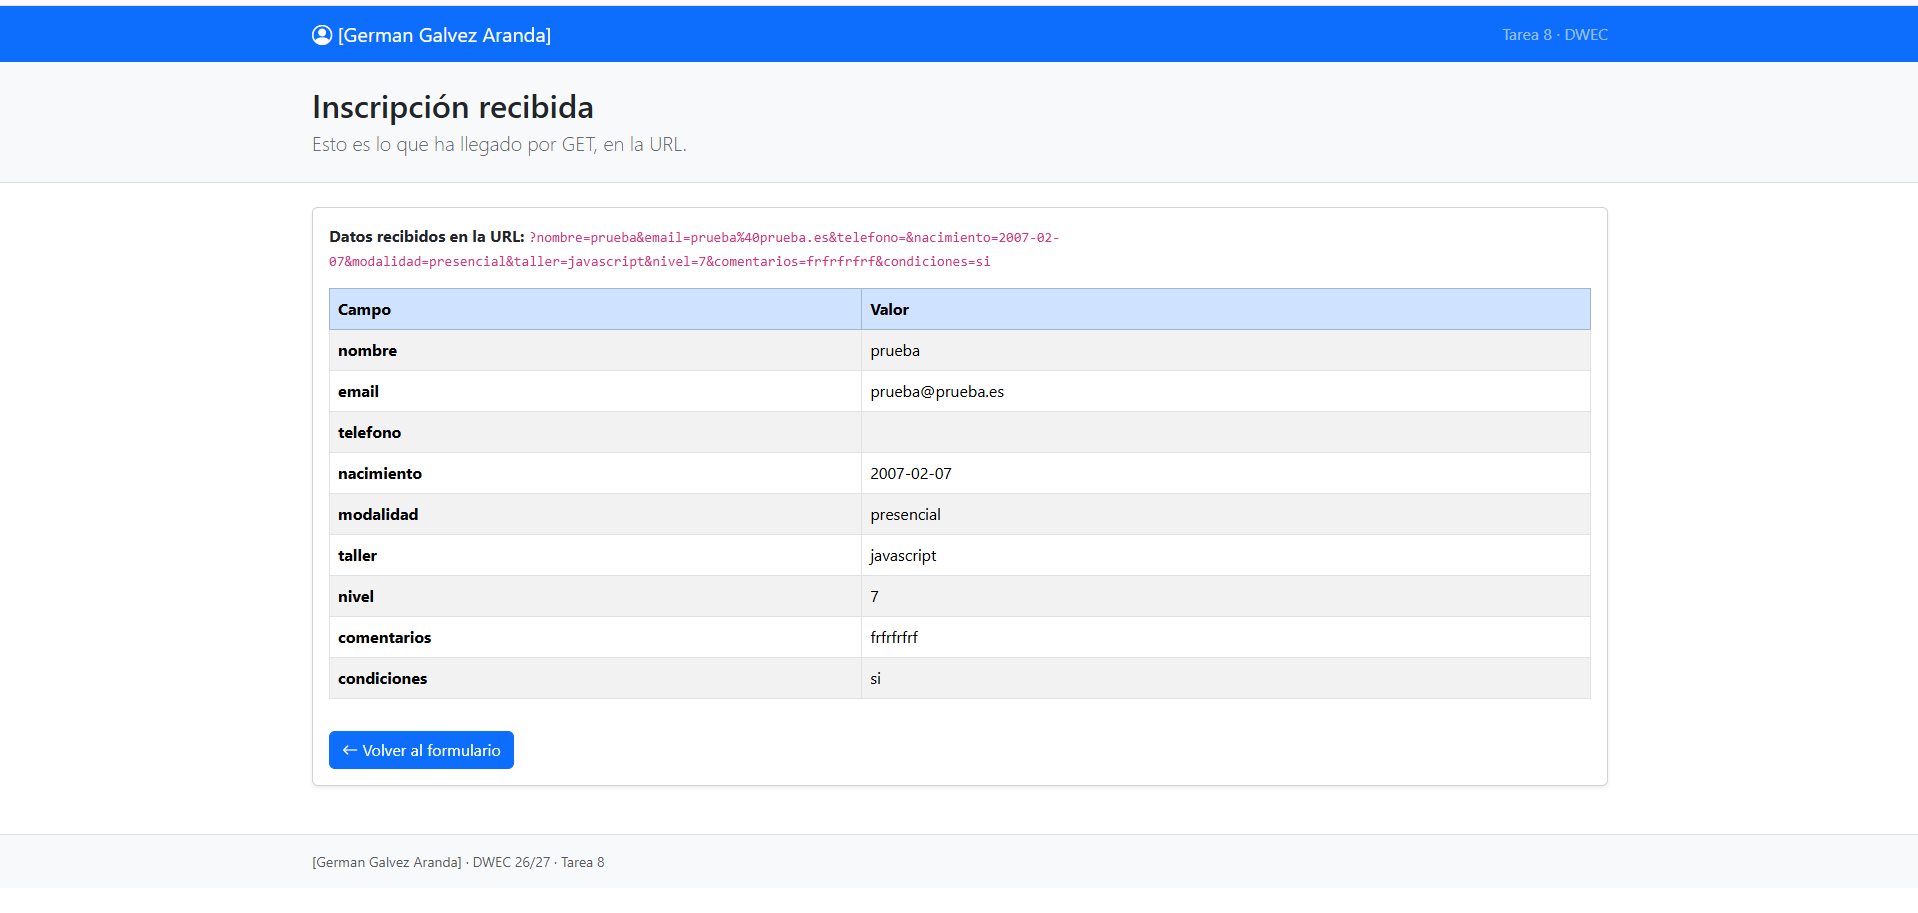 [German Galvez Aranda]
Tarea 8 · DWEC
Inscripción recibida
Esto es lo que ha llegado por GET, en la URL.
Datos recibidos en la URL: ?nombre=prueba&email=prueba%40prueba.es&telefono=&nacimiento=2007-02-
07&modalidad=presencial&taller=javascript&nivel=7&comentarios=frfrfrfrf&condiciones=si
Campo Valor
nombre prueba
email prueba@prueba.es
telefono
nacimiento 2007-02-07
modalidad presencial
taller javascript
nivel 7
comentarios frfrfrfrf
condiciones si
← Volver al formulario
[German Galvez Aranda] · DWEC 26/27 · Tarea 8